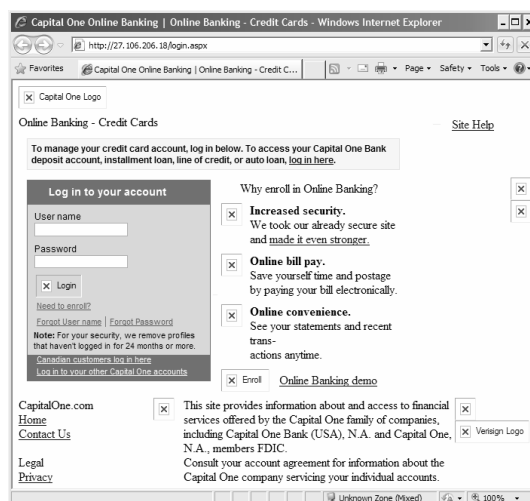 Capital One Online Banking | Online Banking - Credit Cards - Windows Internet Explorer
http://27.106.206.18/login.aspx
Favorites
Capital One Online Banking | Online Banking - Credit C...
Page
Safety
Tools
Capital One Logo
Online Banking - Credit Cards
Site Help
To manage your credit card account, log in below. To access your Capital One Bank
deposit account, installment loan, line of credit, or auto loan, log in here.
Log in to your account
User name
Password
Login
Need to enroll?
Forgot User name | Forgot Password
Note: For your security, we remove profiles
that haven't logged in for 24 months or more.
Canadian customers log in here
Log in to your other Capital One accounts
Why enroll in Online Banking?
Increased security.
We took our already secure site
and made it even stronger.
Online bill pay.
Save yourself time and postage
by paying your bill electronically.
Online convenience.
See your statements and recent
trans-
actions anytime.
Enroll
Online Banking demo
CapitalOne.com
Home
Contact Us
Legal
Privacy
This site provides information about and access to financial
services offered by the Capital One family of companies,
including Capital One Bank (USA), N.A. and Capital One,
N.A., members FDIC.
Consult your account agreement for information about the
Capital One company servicing your individual accounts.
Verisign Logo
Unknown Zone (Mixed)
100%